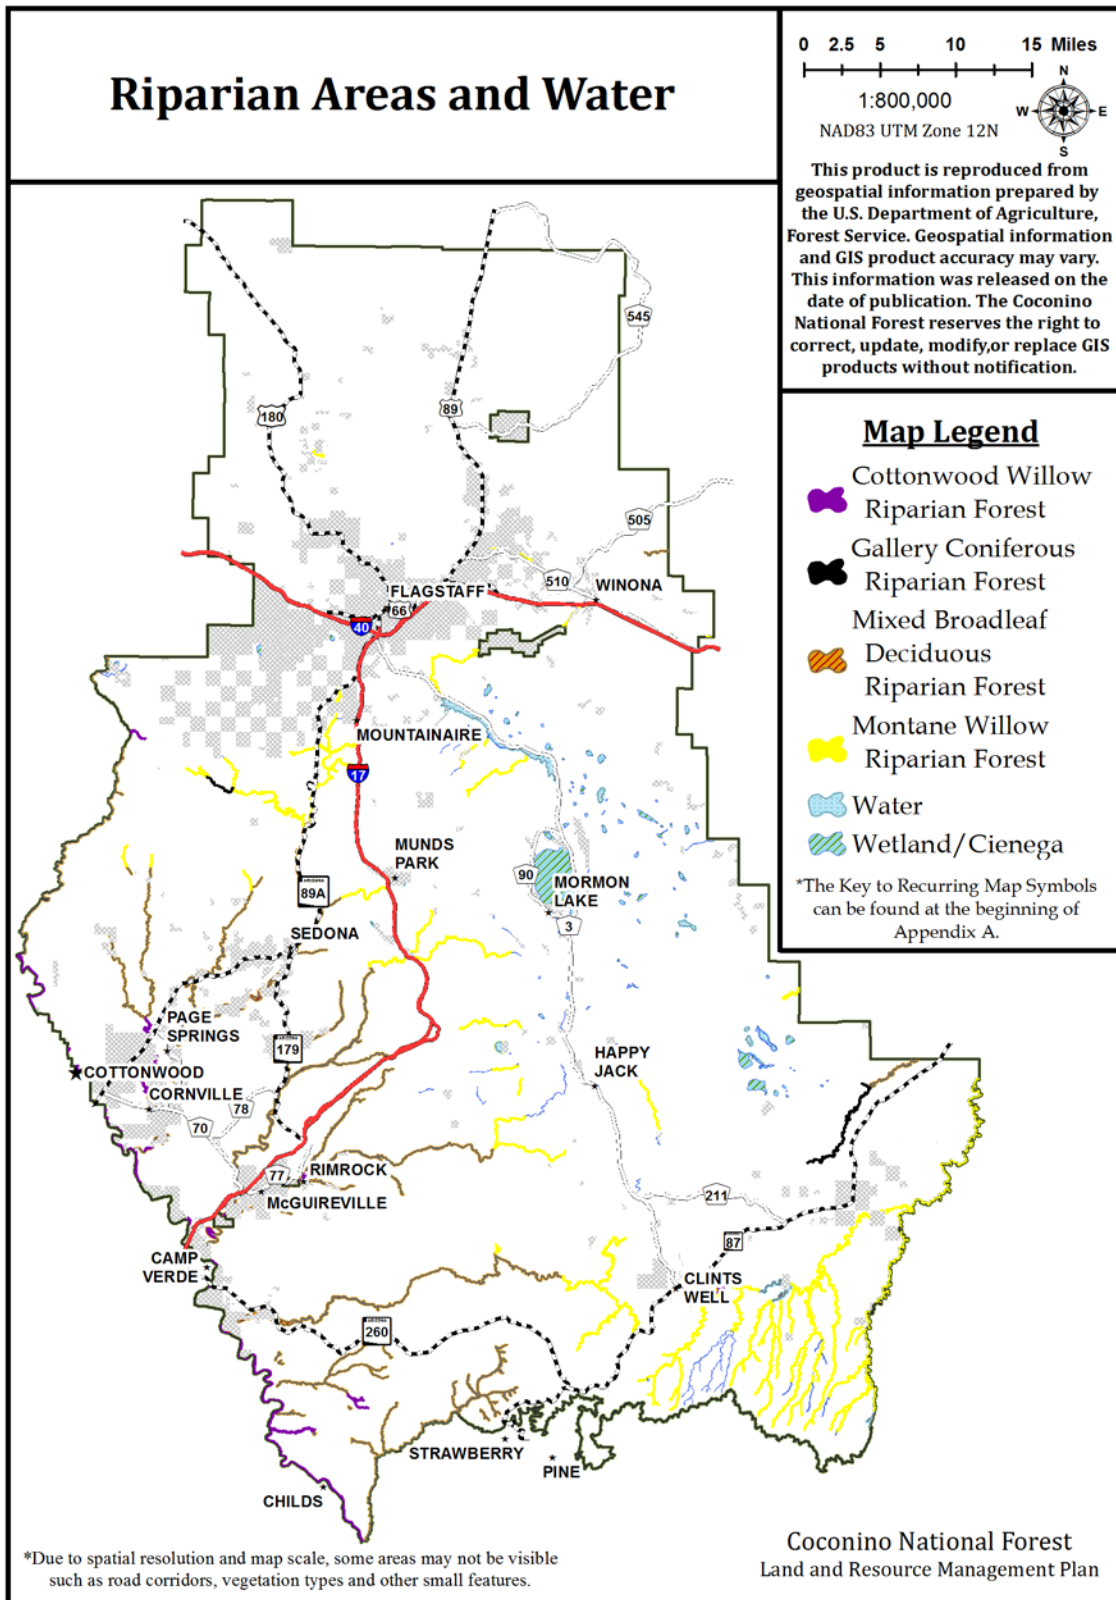 Riparian Areas and Water
0 2.5 5 10 15 Miles
1:800,000
NAD83 UTM Zone 12N
N
W E
S
This product is reproduced from
geospatial information prepared by
the U.S. Department of Agriculture,
Forest Service. Geospatial information
and GIS product accuracy may vary.
This information was released on the
date of publication. The Coconino
National Forest reserves the right to
correct, update, modify,or replace GIS
products without notification.
Map Legend
Cottonwood Willow
Riparian Forest
Gallery Coniferous
Riparian Forest
Mixed Broadleaf
Deciduous
Riparian Forest
Montane Willow
Riparian Forest
Water
Wetland/Cienega
*The Key to Recurring Map Symbols
can be found at the beginning of
Appendix A.
545
180
89
505
510
WINONA
FLAGSTAFF
66
40
MOUNTAINAIRE
17
MUNDS
PARK
90
MORMON
LAKE
ARIZONA
89A
3
SEDONA
PAGE
SPRINGS
ARIZONA
179
HAPPY
JACK
COTTONWOOD
CORNVILLE
78
70
RIMROCK
77
McGUIREVILLE
211
87
CAMP
VERDE
CLINTS
WELL
ARIZONA
260
STRAWBERRY
PINE
CHILDS
*Due to spatial resolution and map scale, some areas may not be visible
such as road corridors, vegetation types and other small features.
Coconino National Forest
Land and Resource Management Plan